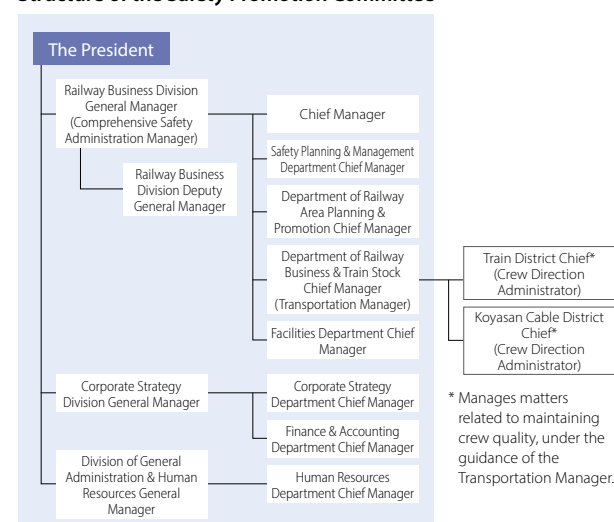 Structure of the Safety Promotion Committee
The President
Railway Business Division
General Manager
(Comprehensive Safety
Administration Manager)
Railway Business
Division Deputy
General Manager
Chief Manager
Safety Planning & Management
Department Chief Manager
Department of Railway
Area Planning &
Promotion Chief Manager
Department of Railway
Business & Train Stock
Chief Manager
(Transportation Manager)
Facilities Department Chief
Manager
Train District Chief*
(Crew Direction
Administrator)
Koyasan Cable District
Chief*
(Crew Direction
Administrator)
* Manages matters
related to maintaining
crew quality, under the
guidance of the
Transportation Manager.
Corporate Strategy
Division General Manager
Corporate Strategy
Department Chief Manager
Finance & Accounting
Department Chief Manager
Division of General
Administration & Human
Resources General
Manager
Human Resources
Department Chief Manager